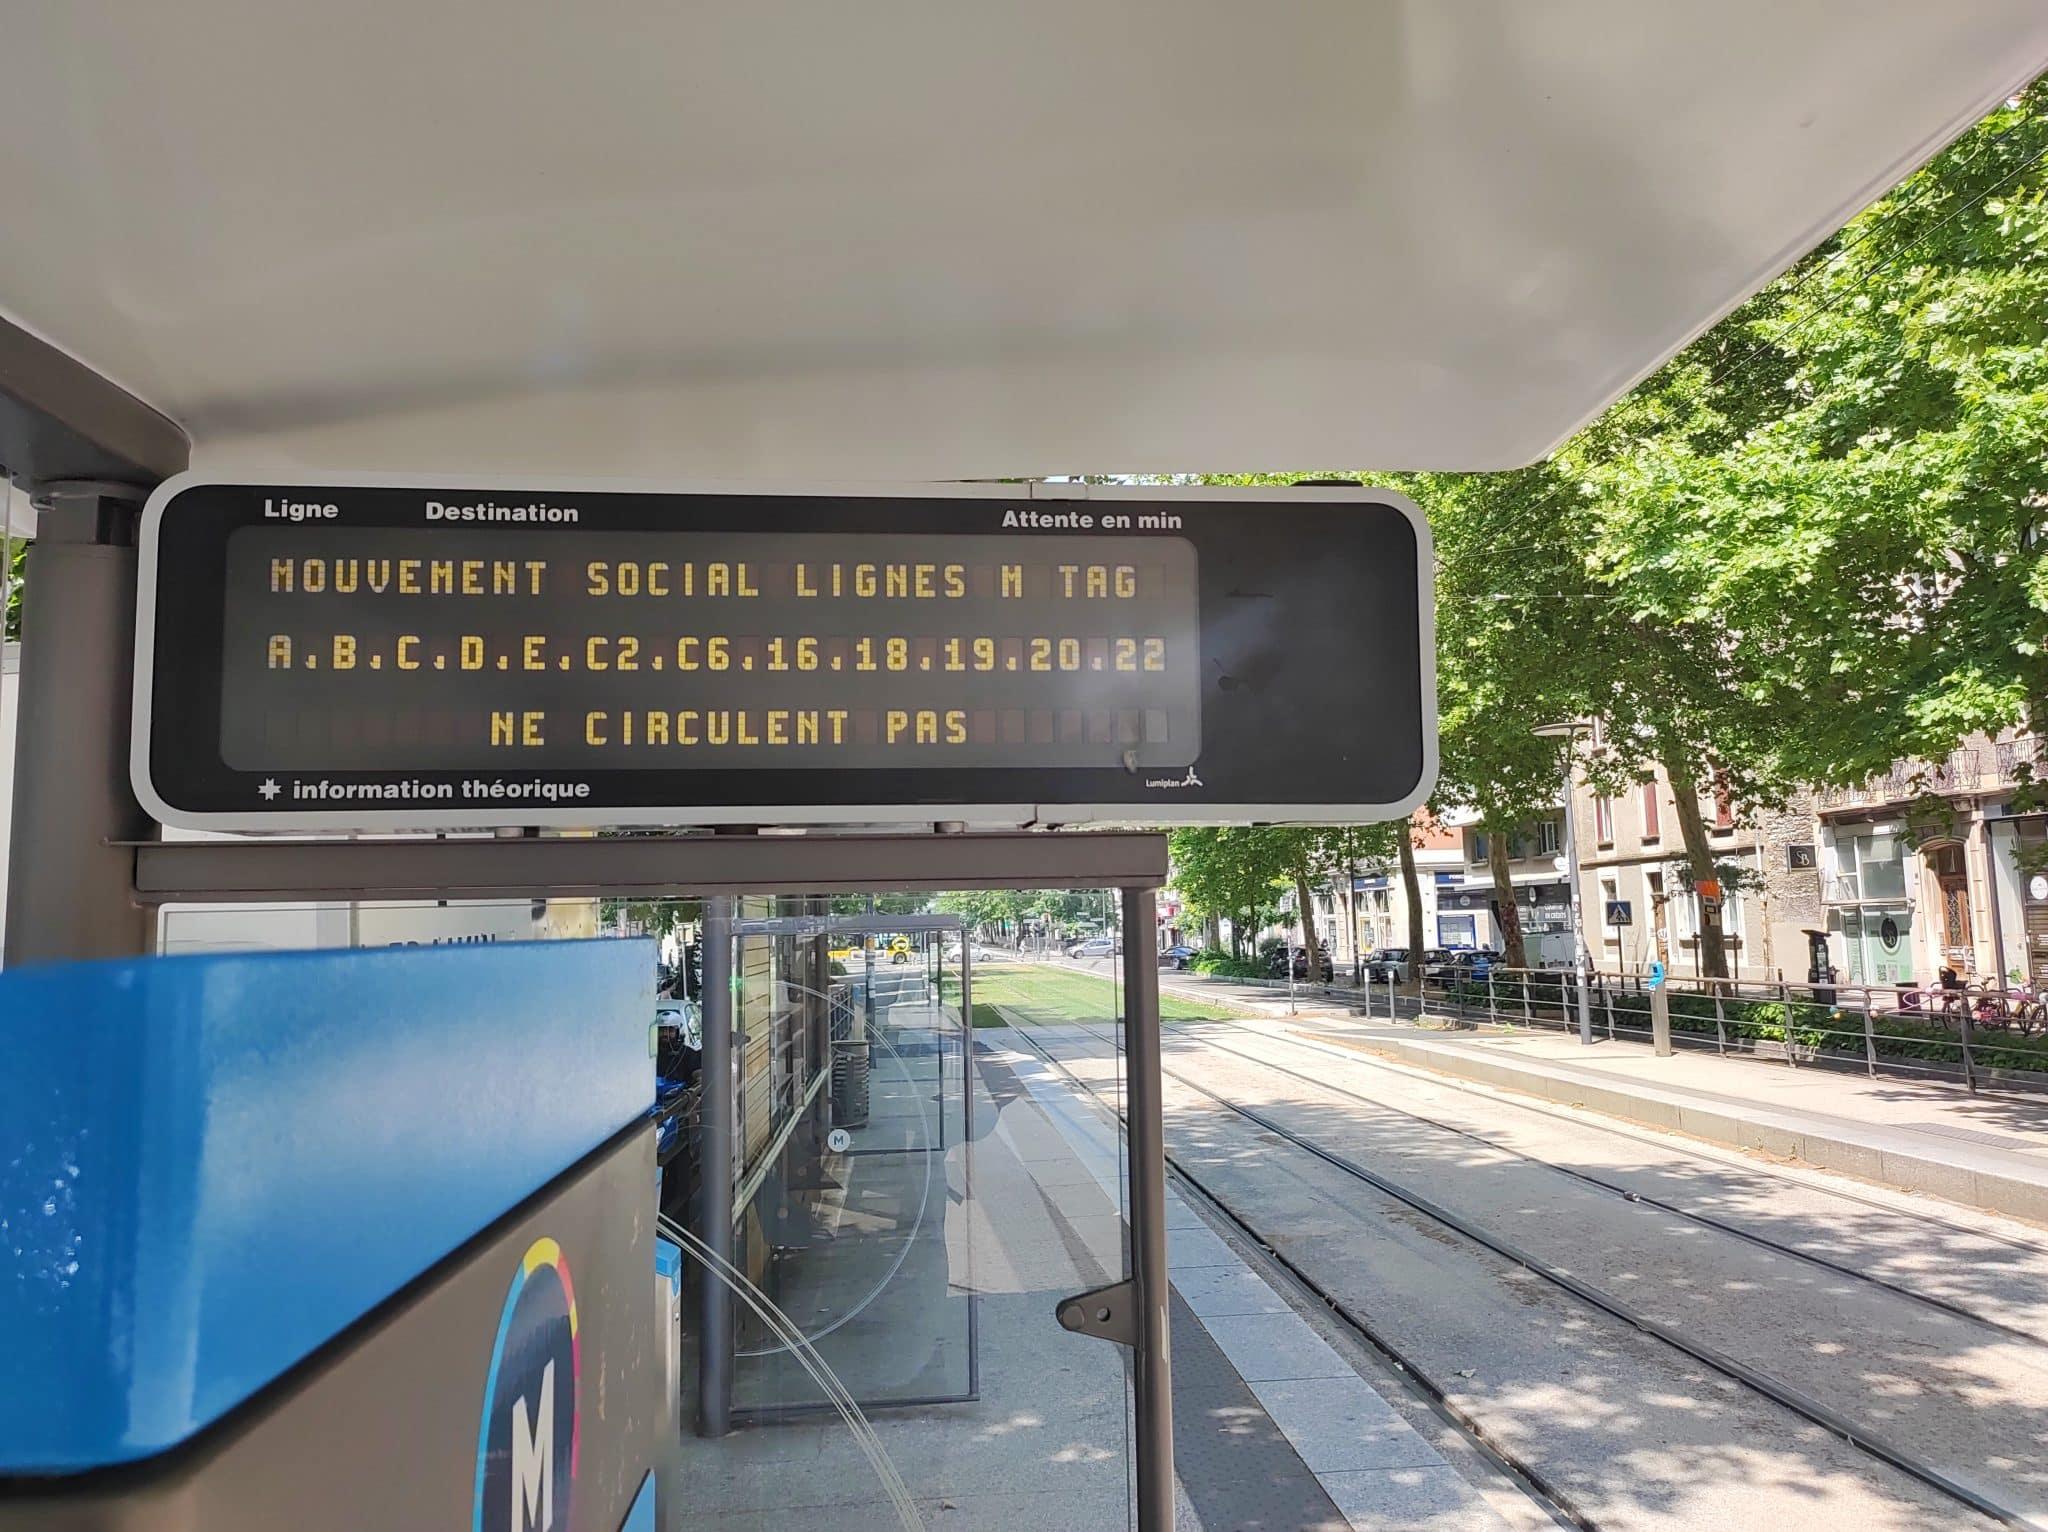 Ligne Destination Attente en min
MOUVEMENT SOCIAL LIGNES M TAG
A.B.C.D.E.C2.C6.16.18.19.20.22
NE CIRCULENT PAS
information théorique
Lumiplan
M
M
SB